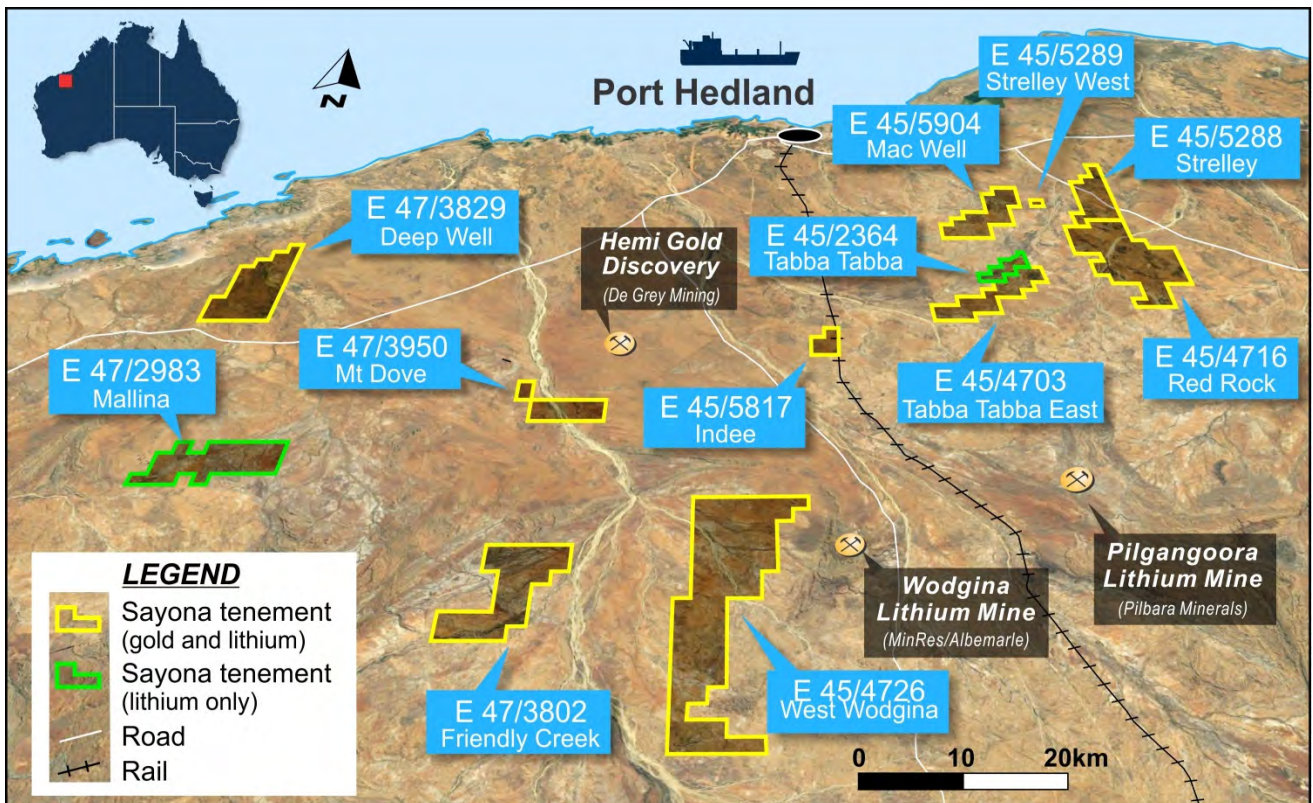 N
Port Hedland
E 45/5289
Strelley West
E 45/5904
Mac Well
E 45/5288
Strelley
E 47/3829
Deep Well
Hemi Gold
Discovery
(De Grey Mining)
E 45/2364
Tabba Tabba
E 47/3950
Mt Dove
E 47/2983
Mallina
E 45/5817
Indee
E 45/4703
Tabba Tabba East
E 45/4716
Red Rock
Pilgangoora
Lithium Mine
(Pilbara Minerals)
Wodgina
Lithium Mine
(MinRes/Albemarle)
E 47/3802
Friendly Creek
E 45/4726
West Wodgina
LEGEND
Sayona tenement
(gold and lithium)
Sayona tenement
(lithium only)
Road
Rail
0 10 20km